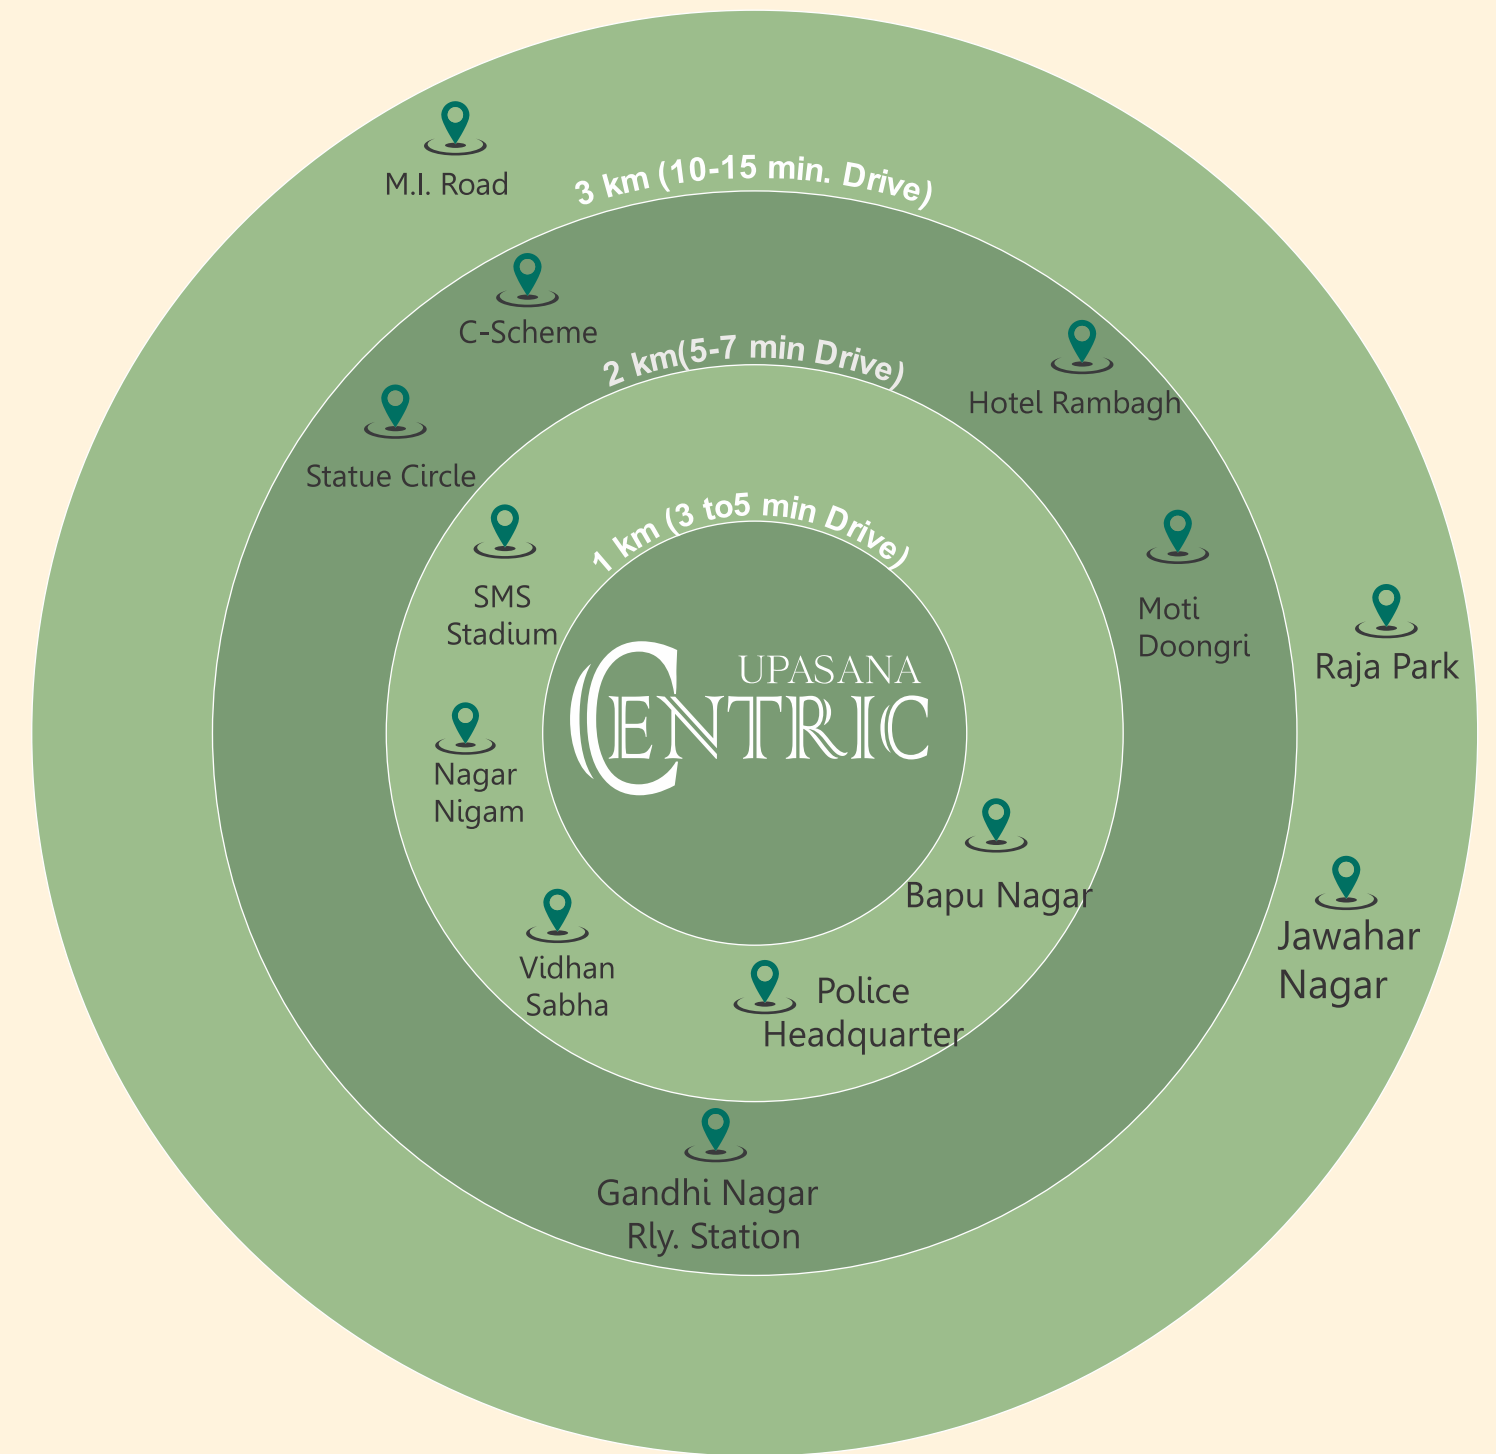 M.I. Road
3 km (10-15 min. Drive)
C-Scheme
2 km(5-7 min Drive)
Hotel Rambagh
Statue Circle
1 km (3 to5 min Drive)
SMS
Stadium
Moti
Doongri
Raja Park
UPASANA
CENTRIC
Nagar
Nigam
Bapu Nagar
Jawahar
Nagar
Vidhan
Sabha
Police
Headquarter
Gandhi Nagar
Rly. Station